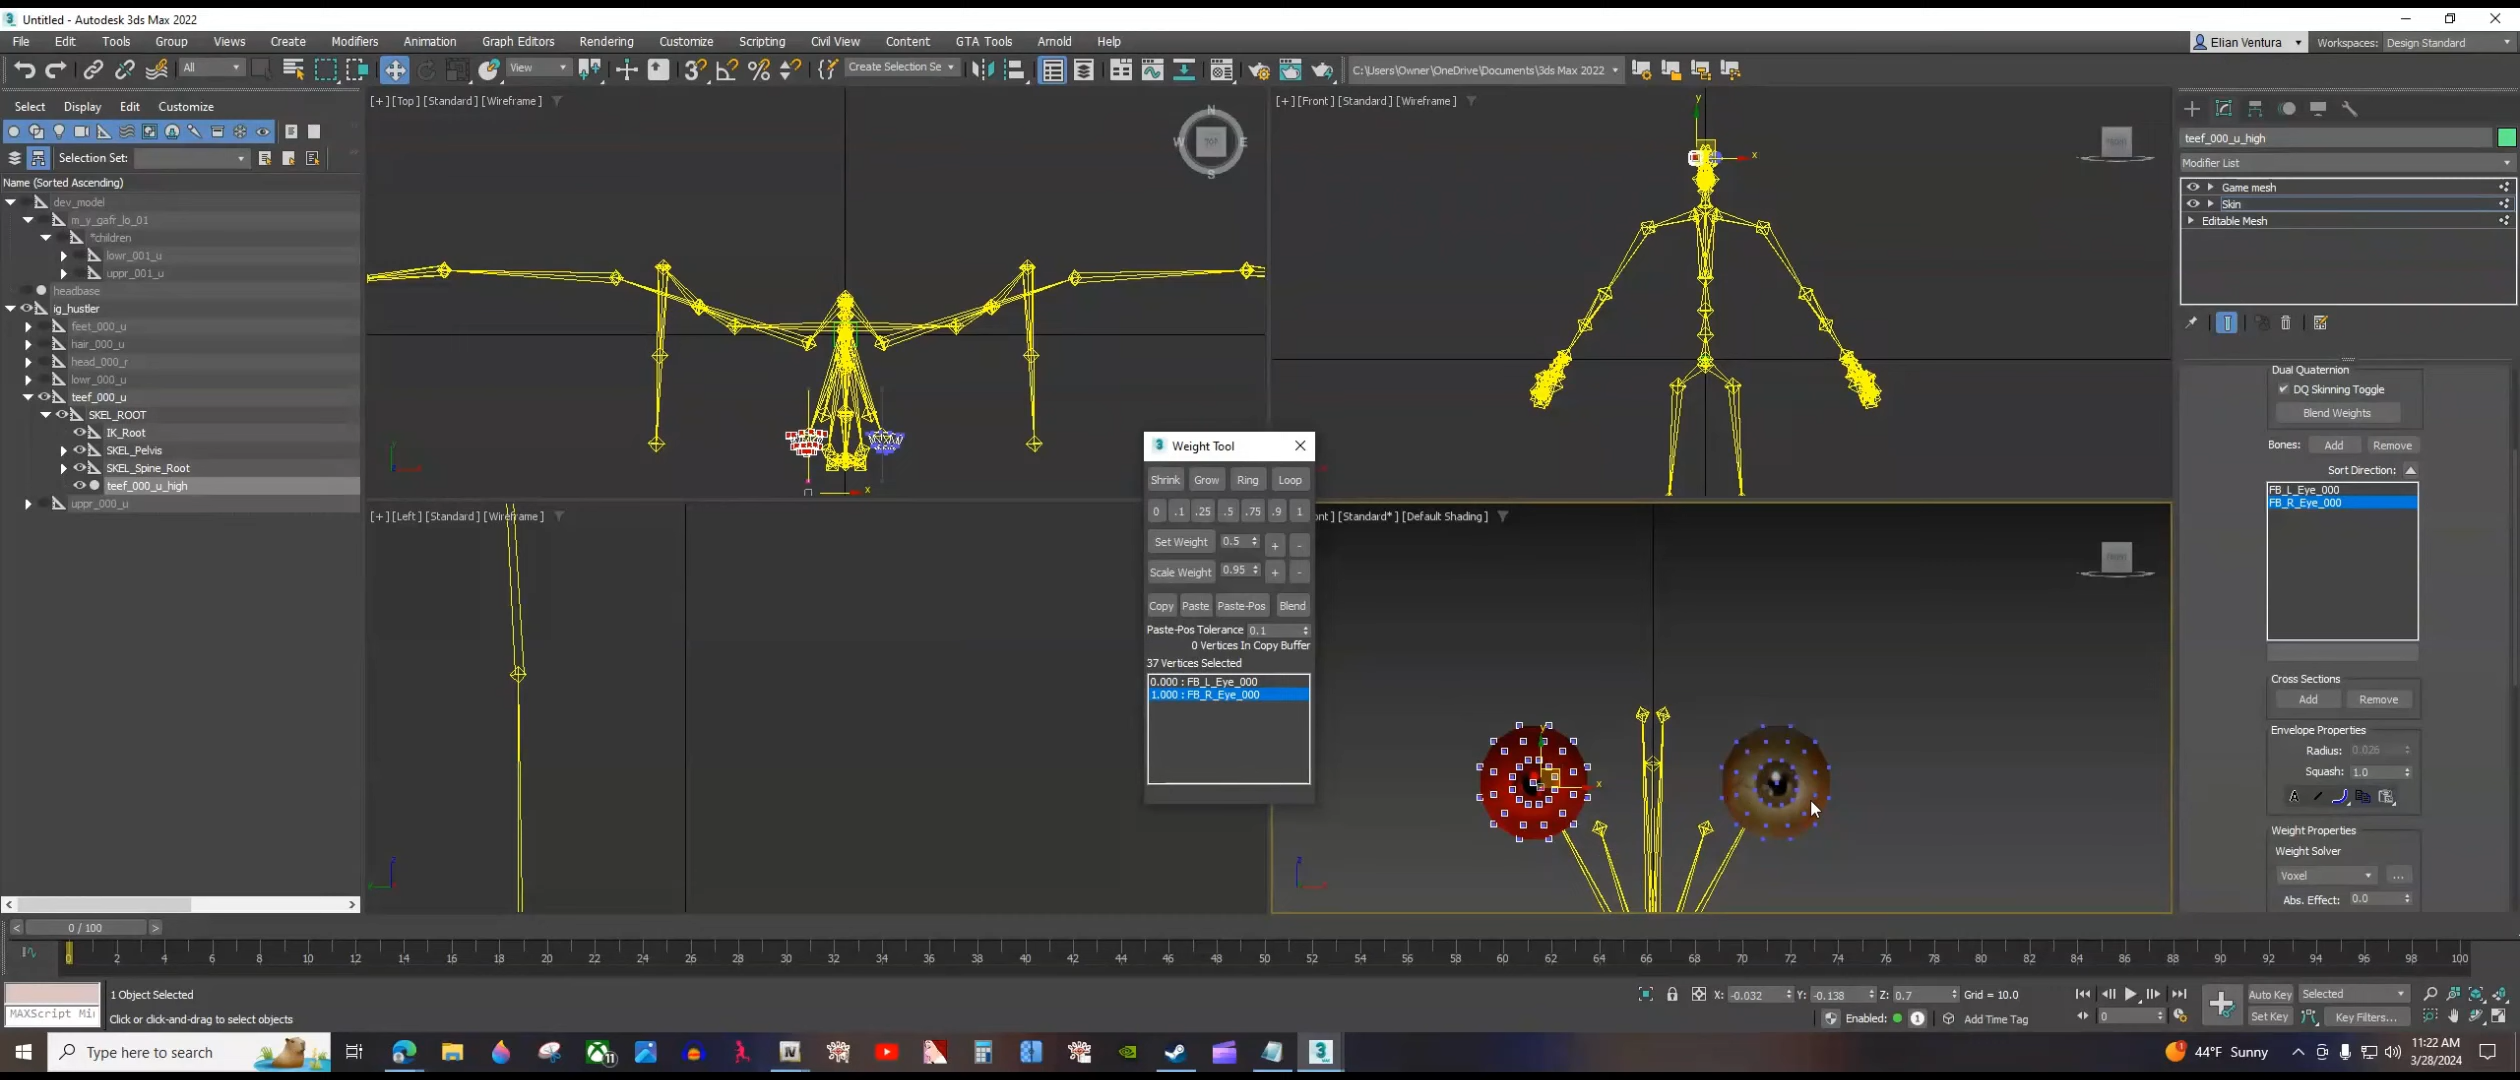 Untitled - Autodesk 3ds Max 2022
File Edit Tools Group Views Create Modifiers Animation Graph Editors Rendering Customize Scripting Civil View Content GTA Tools Arnold Help
Elian Ventura
Workspaces: Design Standard
All
View
Create Selection Se
C:\Users\Owner\OneDrive\Documents\3ds Max 2022
Select Display Edit Customize
Selection Set:
Name (Sorted Ascending)
dev_model
m_y_gafr_lo_01
*children
lowr_001_u
uppr_001_u
headbase
ig_hustler
feet_000_u
hair_000_u
head_000_r
lowr_000_u
teef_000_u
SKEL_ROOT
IK_Root
SKEL_Pelvis
SKEL_Spine_Root
teef_000_u_high
uppr_000_u
[+] [Top] [Standard] [Wireframe]
N
W TOP E
S
x
[+] [Front] [Standard] [Wireframe]
y
x
FRONT
[+] [Left] [Standard] [Wireframe]
z
nt] [Standard*] [Default Shading]
FRONT
y
x
z
Weight Tool
Shrink Grow Ring Loop
0 .1 .25 .5 .75 .9 1
Set Weight 0.5 + -
Scale Weight 0.95 + -
Copy Paste Paste-Pos Blend
Paste-Pos Tolerance 0.1
0 Vertices In Copy Buffer
37 Vertices Selected
0.000 : FB_L_Eye_000
1.000 : FB_R_Eye_000
teef_000_u_high
Modifier List
Game mesh
Skin
Editable Mesh
Dual Quaternion
DQ Skinning Toggle
Blend Weights
Bones: Add Remove
Sort Direction:
FB_L_Eye_000
FB_R_Eye_000
Cross Sections
Add Remove
Envelope Properties
Radius: 0.026
Squash: 1.0
A
Weight Properties
Weight Solver
Voxel ...
Abs. Effect: 0.0
< 0 / 100 >
0 2 4 6 8 10 12 14 16 18 20 22 24 26 28 30 32 34 36 38 40 42 44 46 48 50 52 54 56 58 60 62 64 66 68 70 72 74 76 78 80 82 84 86 88 90 92 94 96 98 100
MAXScript Mi
1 Object Selected
Click or click-and-drag to select objects
X: -0.032 Y: -0.138 Z: 0.7 Grid = 10.0
Enabled: 1 Add Time Tag
0
Auto Key Selected
Set Key Key Filters...
Type here to search
11
IV
3
MAX
1
44°F Sunny
11:22 AM
3/28/2024